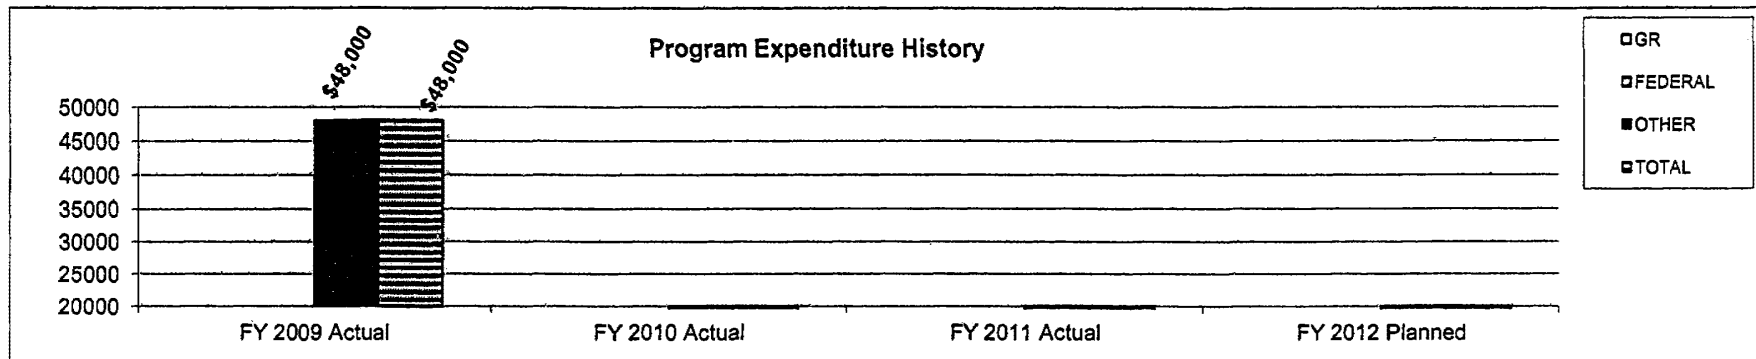 Program Expenditure History
$48,000
$48,000
50000
45000
40000
35000
30000
25000
20000
FY 2009 Actual
FY 2010 Actual
FY 2011 Actual
FY 2012 Planned
GR
FEDERAL
OTHER
TOTAL